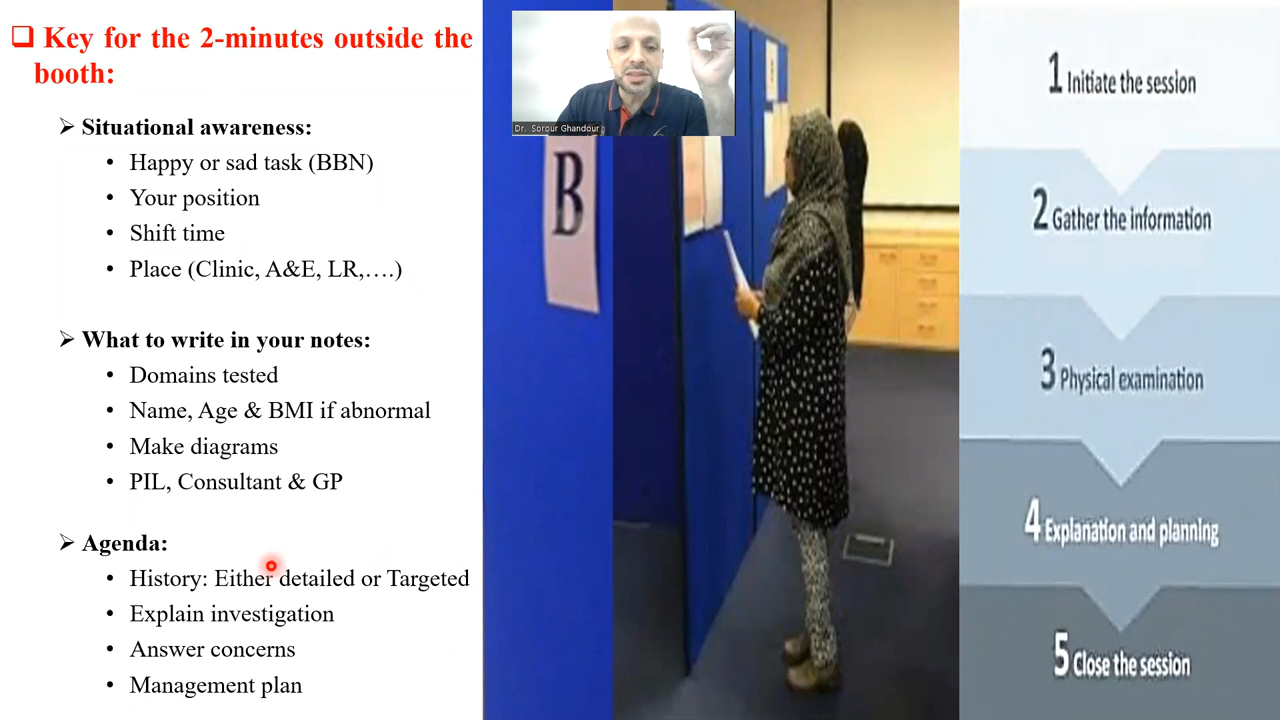 ❑ Key for the 2-minutes outside the
booth:
➢ Situational awareness:
• Happy or sad task (BBN)
• Your position
• Shift time
• Place (Clinic, A&E, LR,….)
➢ What to write in your notes:
• Domains tested
• Name, Age & BMI if abnormal
• Make diagrams
• PIL, Consultant & GP
➢ Agenda:
• History: Either detailed or Targeted
• Explain investigation
• Answer concerns
• Management plan
Dr. Sorour Ghandour
B
1 Initiate the session
2 Gather the information
3 Physical examination
4 Explanation and planning
5 Close the session